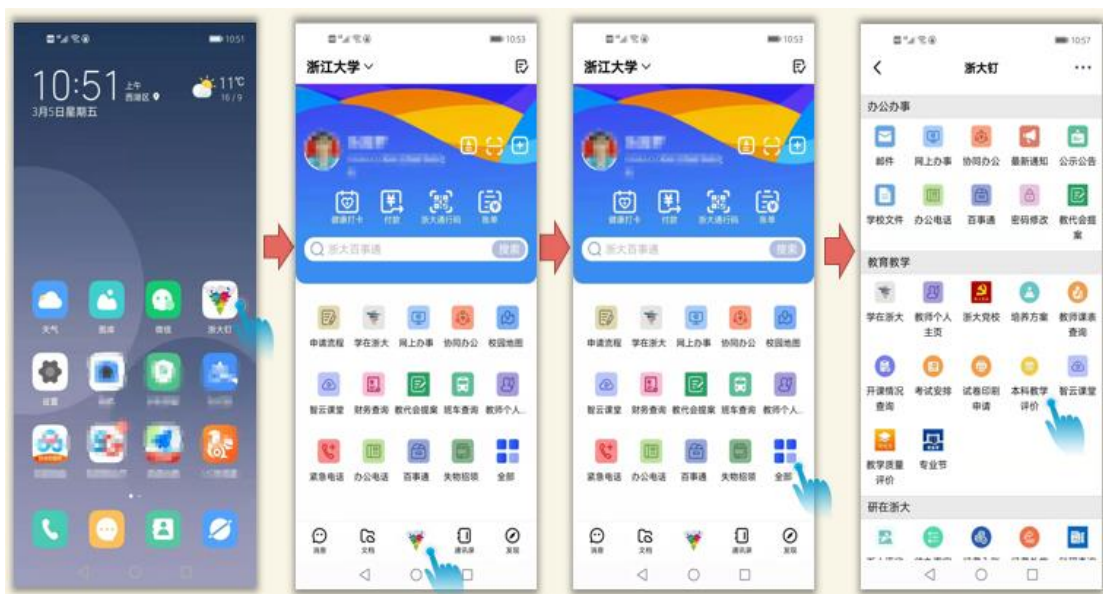 10:51
10:51
上午
西湖区
11℃
16 / 9
3月5日星期五
天气
图库
微信
浙大钉
设置
10:53
浙江大学
健康打卡
付款
浙大通行码
账单
浙大百事通
搜索
申请流程
学在浙大
网上办事
协同办公
校园地图
智云课堂
财务查询
教代会提案
班车查询
教师个人...
紧急电话
办公电话
百事通
失物招领
全部
消息
文档
通讯录
发现
10:53
浙江大学
健康打卡
付款
浙大通行码
账单
浙大百事通
搜索
申请流程
学在浙大
网上办事
协同办公
校园地图
智云课堂
财务查询
教代会提案
班车查询
教师个人...
紧急电话
办公电话
百事通
失物招领
全部
消息
文档
通讯录
发现
10:57
浙大钉
办公办事
邮件
网上办事
协同办公
最新通知
公示公告
学校文件
办公电话
百事通
密码修改
教代会提
案
教育教学
学在浙大
教师个人
主页
浙大党校
培养方案
教师课表
查询
开课情况
查询
考试安排
试卷印刷
申请
本科教学
评价
智云课堂
教学质量
评价
专业节
研在浙大